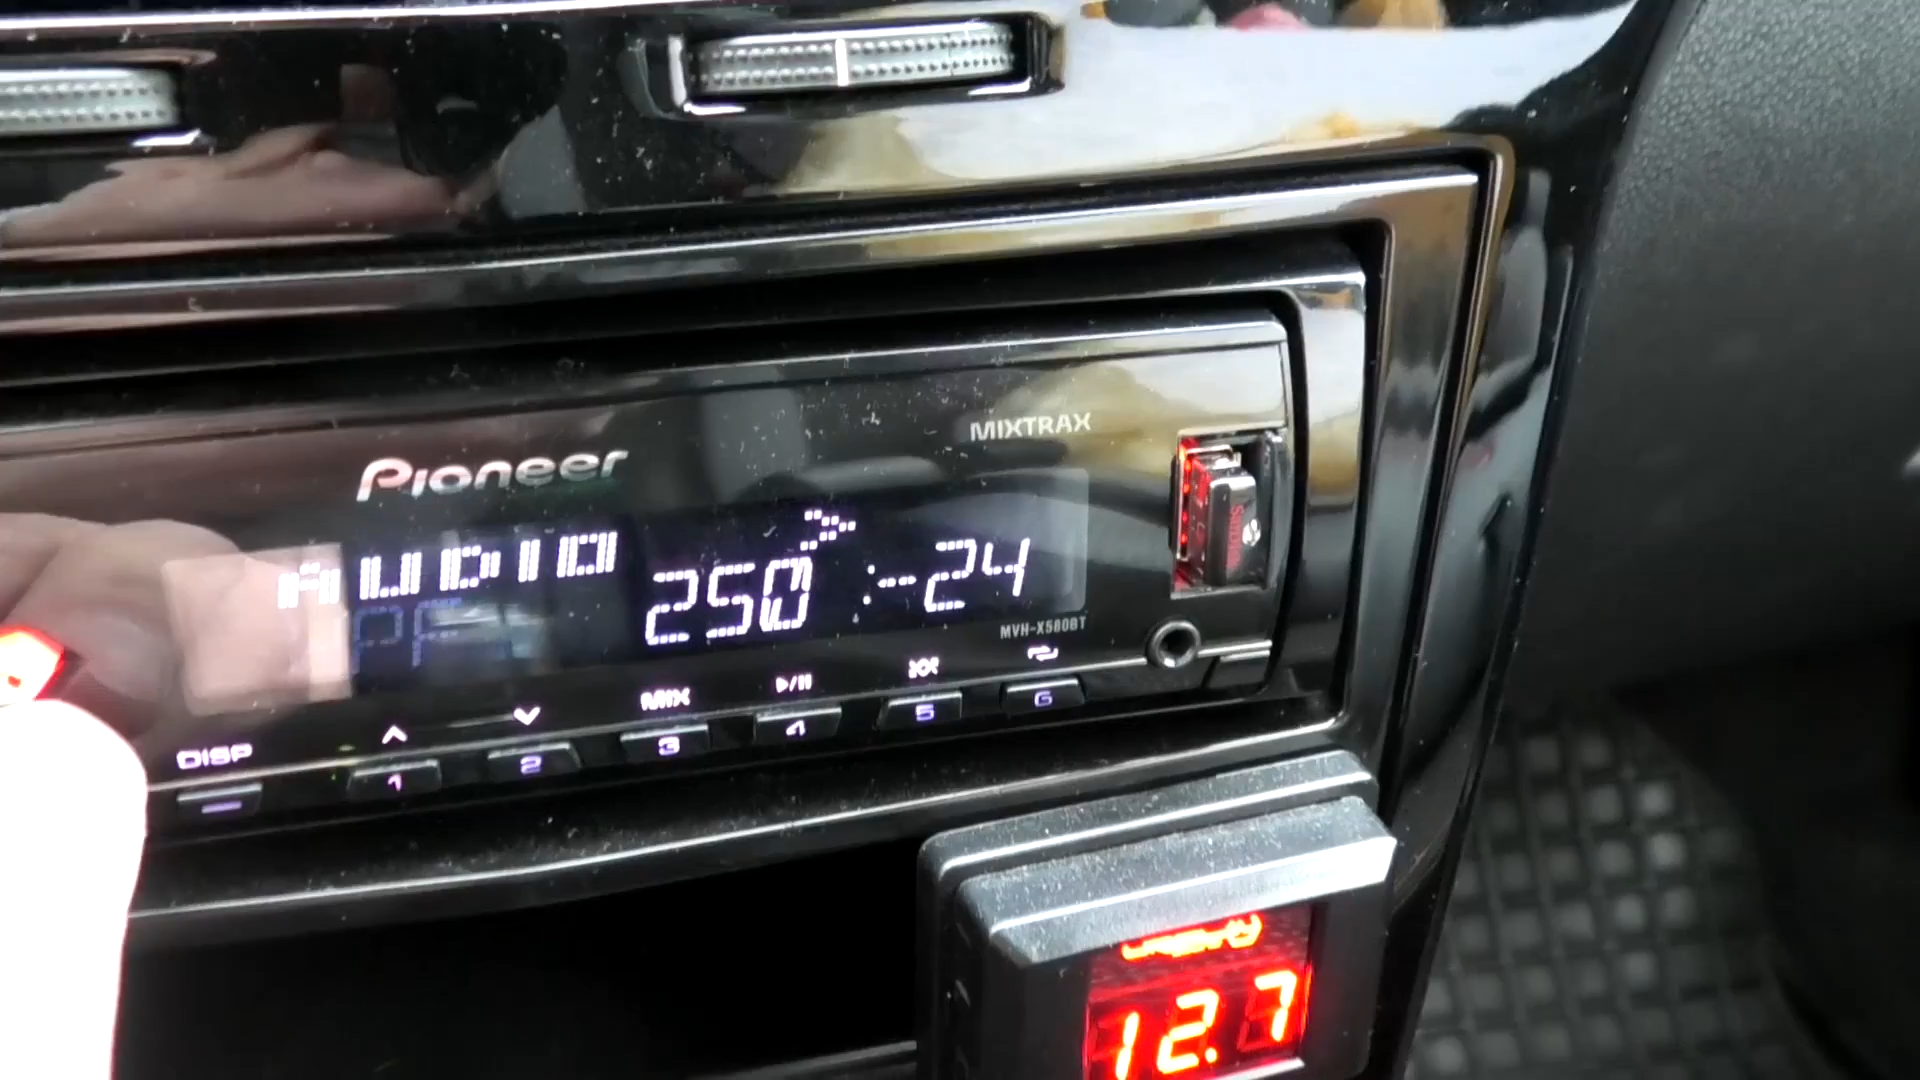 MIXTRAX
Pioneer
AUDIO
250 :-24
MVH-X580BT
DISP
MIX
1
2
3
4
5
6
12.7